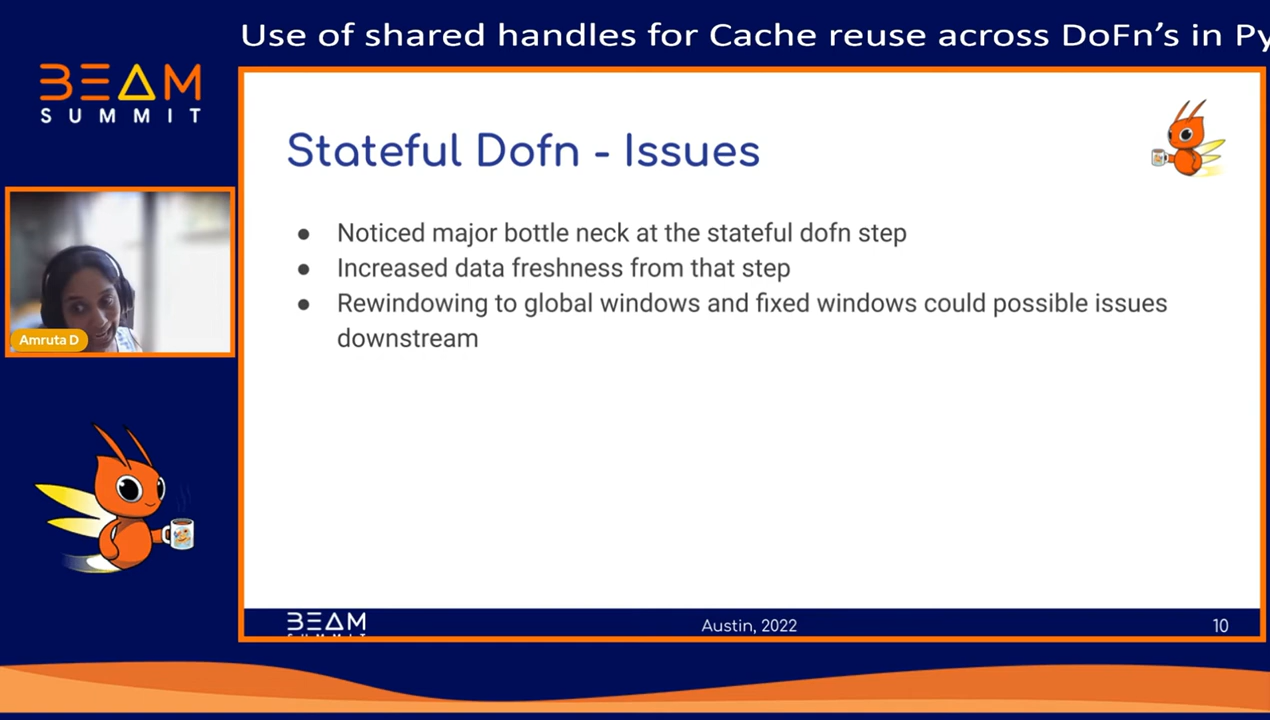 Use of shared handles for Cache reuse across DoFn's in Py
BEAM
SUMMIT
Stateful Dofn - Issues
● Noticed major bottle neck at the stateful dofn step
● Increased data freshness from that step
● Rewindowing to global windows and fixed windows could possible issues
downstream
Amruta D
BEAM
SUMMIT
Austin, 2022
10